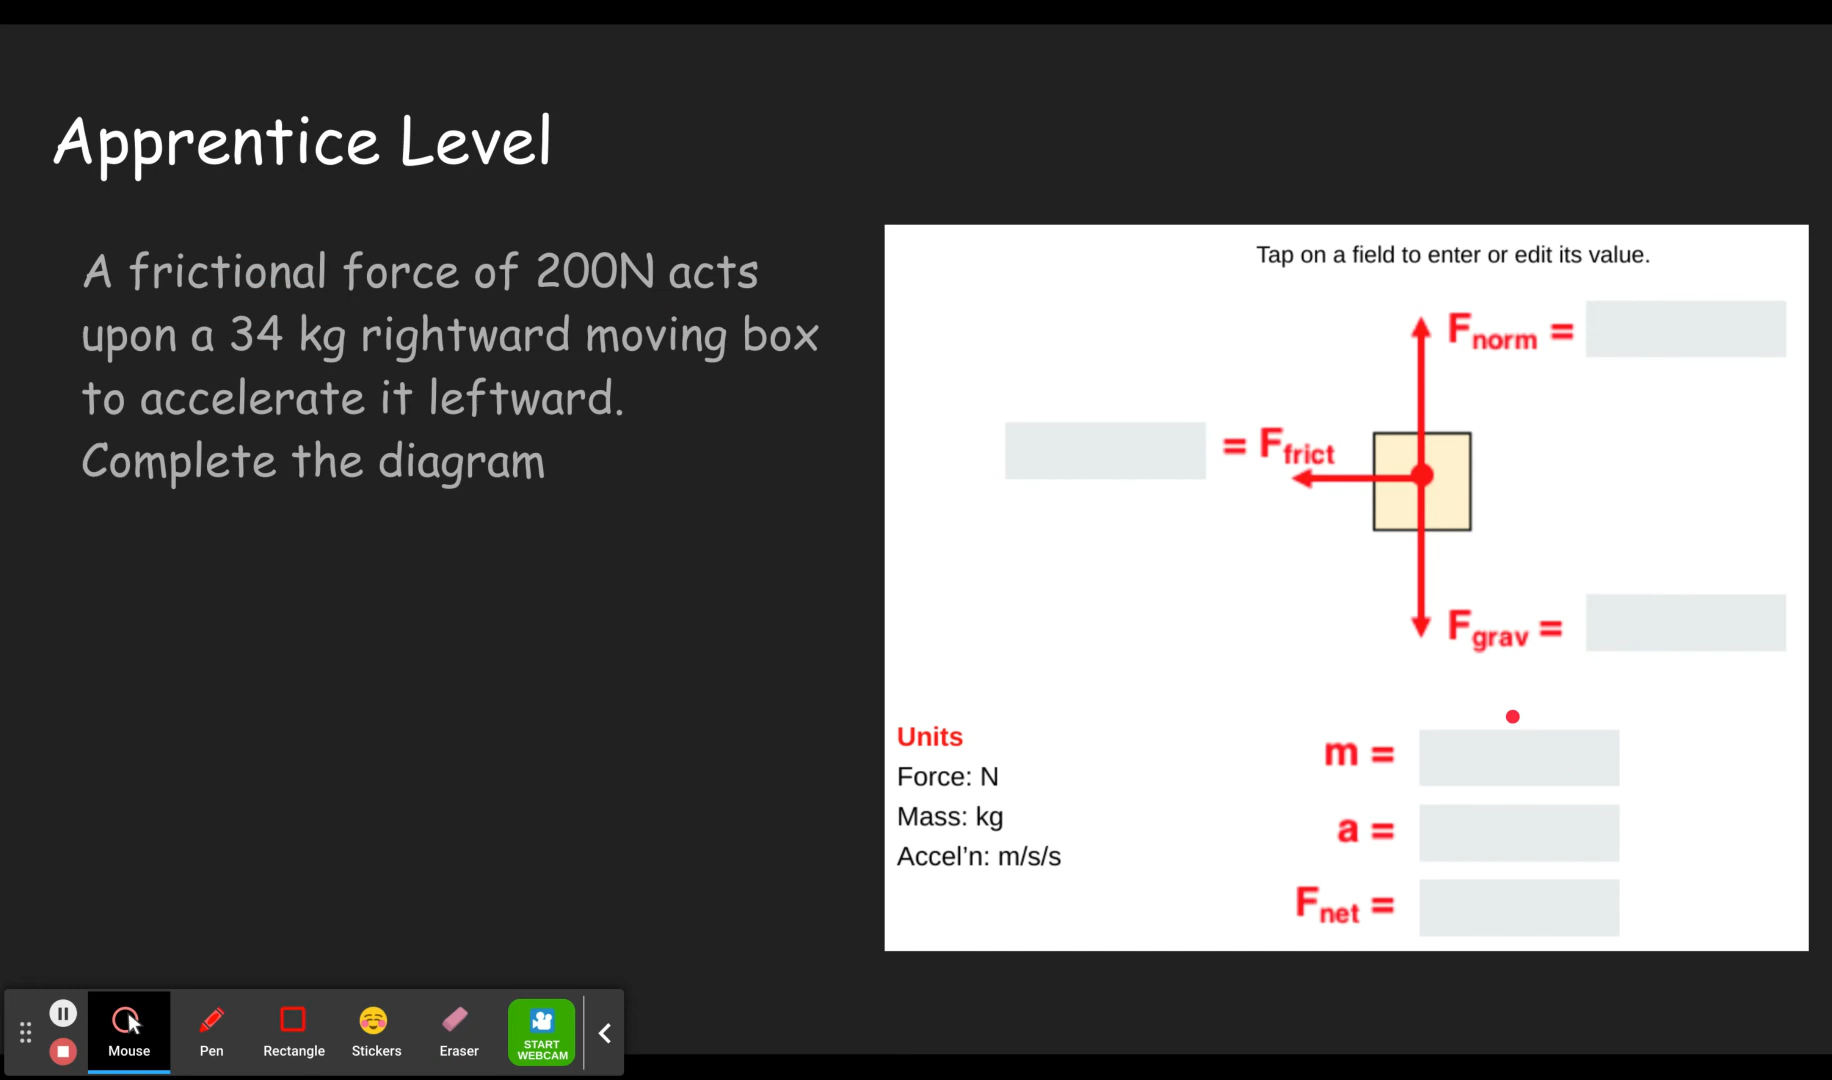 Apprentice Level
A frictional force of 200N acts
upon a 34 kg rightward moving box
to accelerate it leftward.
Complete the diagram
Tap on a field to enter or edit its value.
Fnorm =
= Ffrict
Fgrav =
Units
Force: N
Mass: kg
Accel’n: m/s/s
m =
a =
Fnet =
Mouse
Pen
Rectangle
Stickers
Eraser
START
WEBCAM